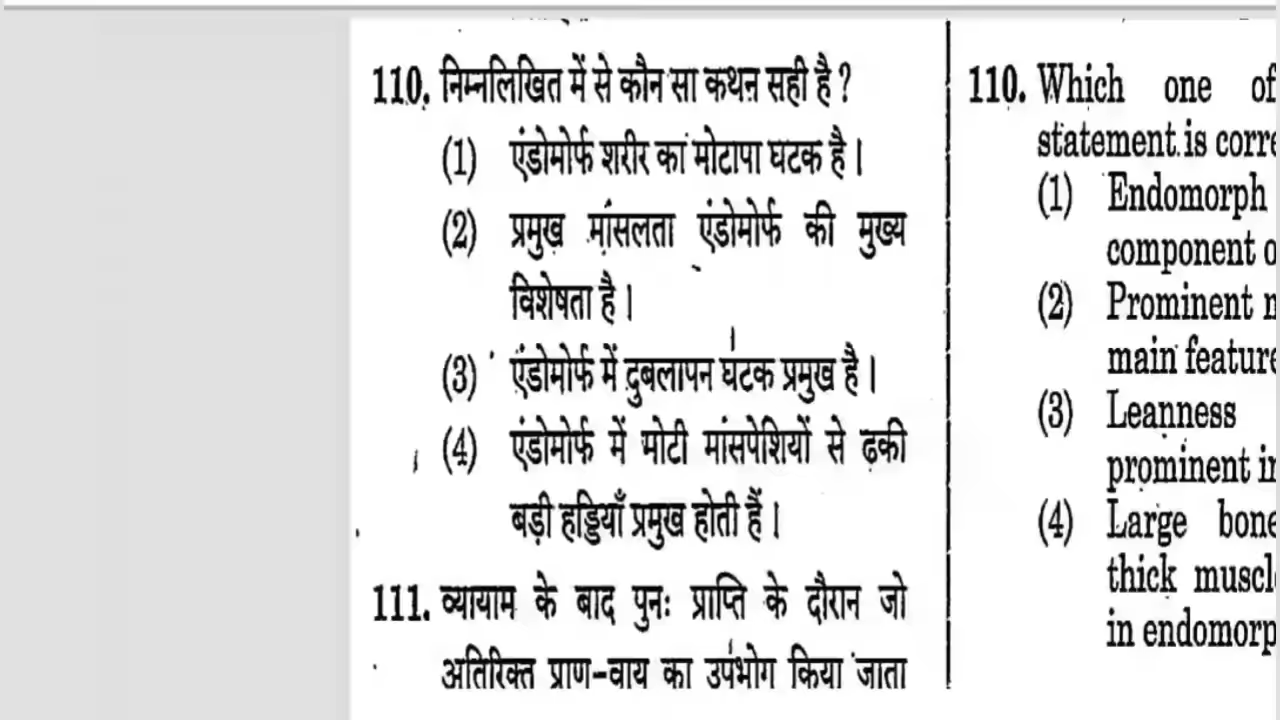 110. निम्नलिखित में से कौन सा कथन सही है ?
(1) एंडोमोर्फ शरीर का मोटापा घटक है ।
(2) प्रमुख मांसलता एंडोमोर्फ की मुख्य
विशेषता है ।
(3) एंडोमोर्फ में दुबलापन घटक प्रमुख है ।
(4) एंडोमोर्फ में मोटी मांसपेशियों से ढ़की
बड़ी हड्डियाँ प्रमुख होती हैं ।
111. व्यायाम के बाद पुनः प्राप्ति के दौरान जो
अतिरिक्त प्राण-वायु का उपभोग किया जाता
110. Which one of
statement is corre
(1) Endomorph
component o
(2) Prominent
main feature
(3) Leanness
prominent in
(4) Large bone
thick muscl
in endomorp